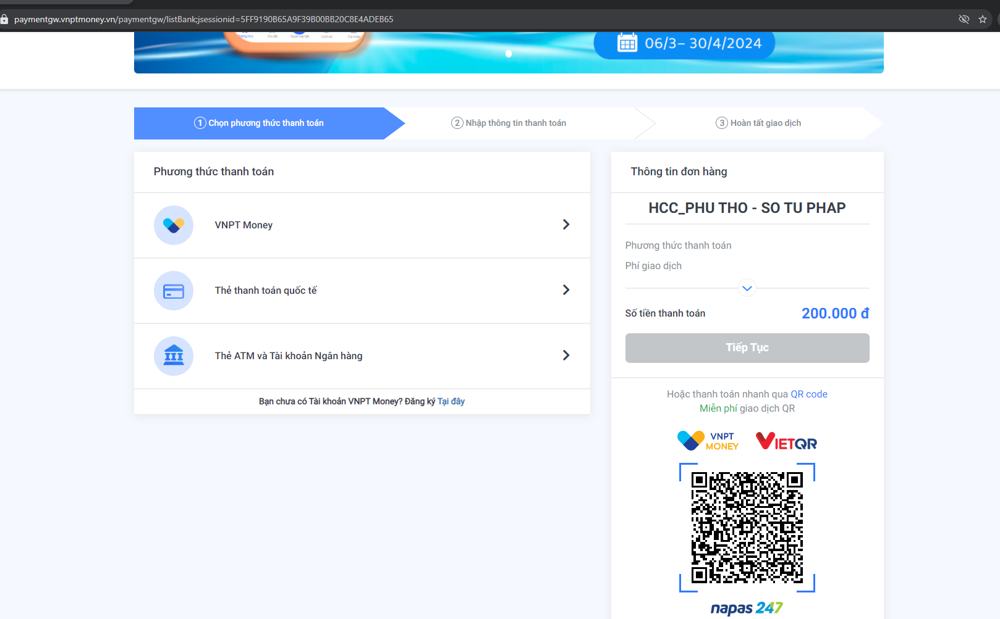 paymentgw.vnptmoney.vn/paymentgw/listBank;jsessionid=5FF9190B65A9F39B00BB20C8E4ADEB65
06/3– 30/4/2024
1 Chọn phương thức thanh toán
2 Nhập thông tin thanh toán
3 Hoàn tất giao dịch
Phương thức thanh toán
VNPT Money
Thẻ thanh toán quốc tế
Thẻ ATM và Tài khoản Ngân hàng
Bạn chưa có Tài khoản VNPT Money? Đăng ký Tại đây
Thông tin đơn hàng
HCC_PHU THO - SO TU PHAP
Phương thức thanh toán
Phí giao dịch
Số tiền thanh toán 200.000 đ
Tiếp Tục
Hoặc thanh toán nhanh qua QR code
Miễn phí giao dịch QR
VNPT
MONEY
VIETQR
napas 247